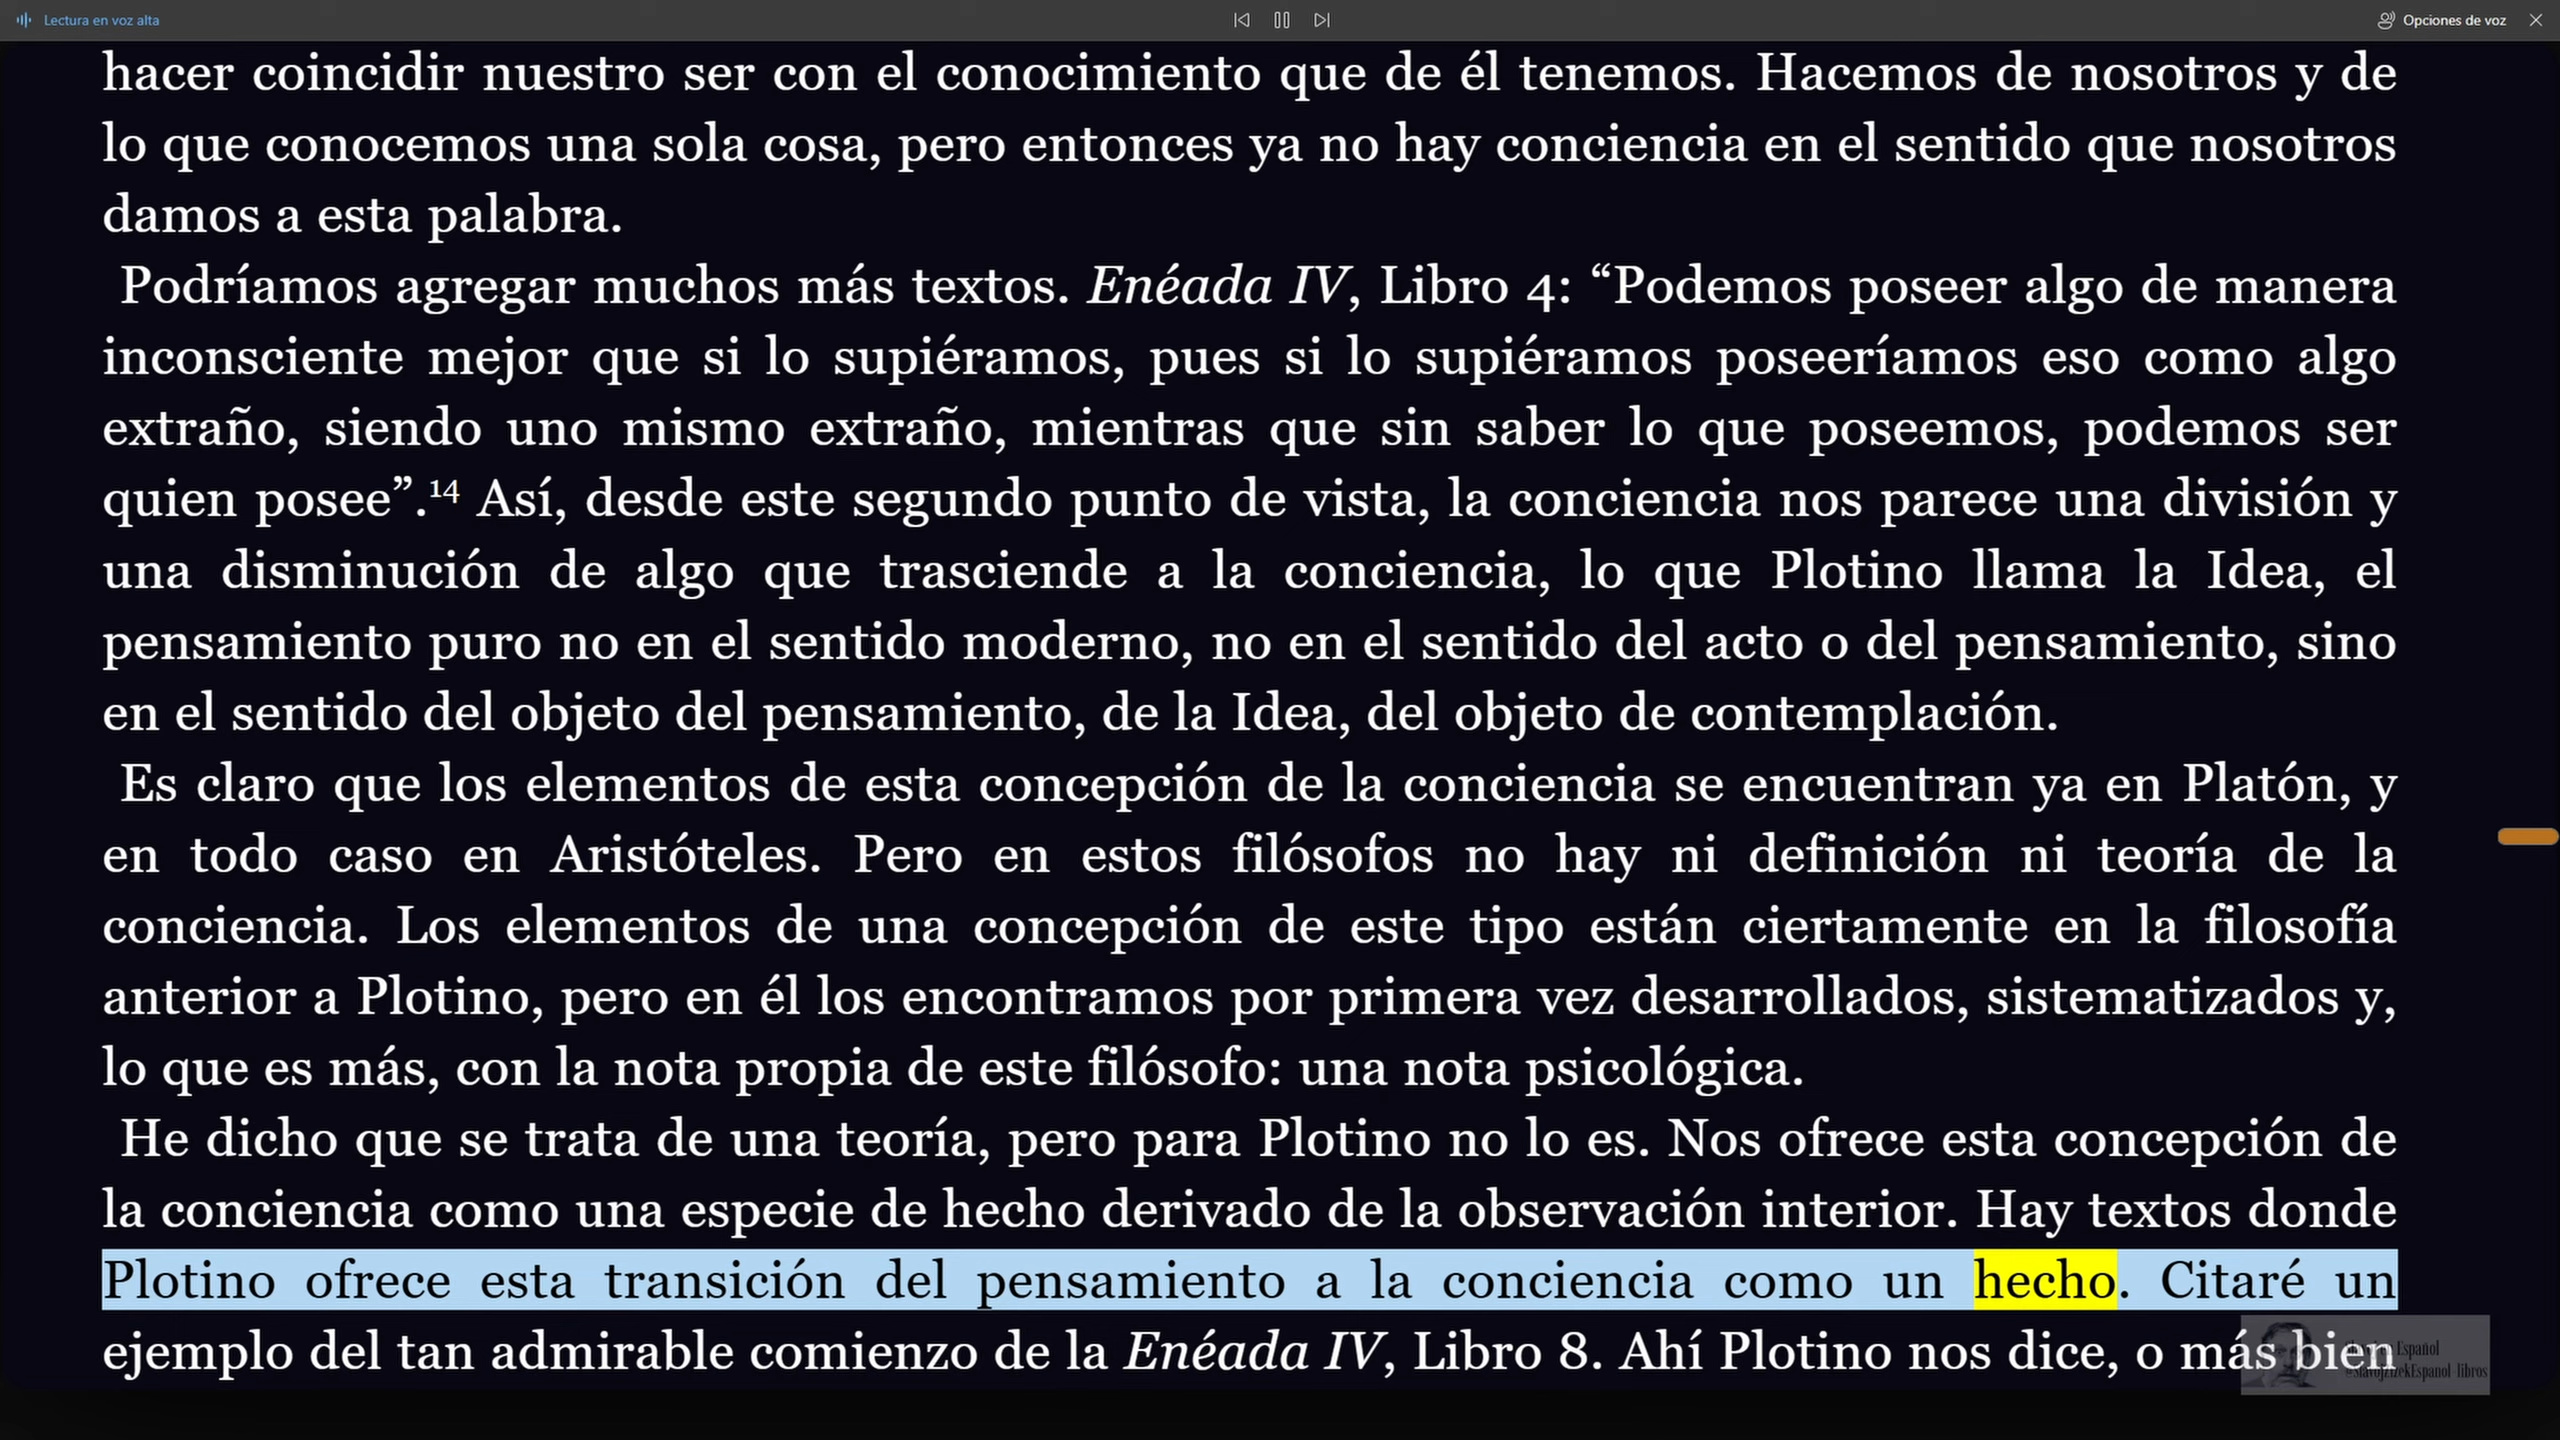 Lectura en voz alta
Opciones de voz
hacer coincidir nuestro ser con el conocimiento que de él tenemos. Hacemos de nosotros y de
lo que conocemos una sola cosa, pero entonces ya no hay conciencia en el sentido que nosotros
damos a esta palabra.
Podríamos agregar muchos más textos. Enéada IV, Libro 4: “Podemos poseer algo de manera
inconsciente mejor que si lo supiéramos, pues si lo supiéramos poseeríamos eso como algo
extraño, siendo uno mismo extraño, mientras que sin saber lo que poseemos, podemos ser
quien posee”.14 Así, desde este segundo punto de vista, la conciencia nos parece una división y
una disminución de algo que trasciende a la conciencia, lo que Plotino llama la Idea, el
pensamiento puro no en el sentido moderno, no en el sentido del acto o del pensamiento, sino
en el sentido del objeto del pensamiento, de la Idea, del objeto de contemplación.
Es claro que los elementos de esta concepción de la conciencia se encuentran ya en Platón, y
en todo caso en Aristóteles. Pero en estos filósofos no hay ni definición ni teoría de la
conciencia. Los elementos de una concepción de este tipo están ciertamente en la filosofía
anterior a Plotino, pero en él los encontramos por primera vez desarrollados, sistematizados y,
lo que es más, con la nota propia de este filósofo: una nota psicológica.
He dicho que se trata de una teoría, pero para Plotino no lo es. Nos ofrece esta concepción de
la conciencia como una especie de hecho derivado de la observación interior. Hay textos donde
Plotino ofrece esta transición del pensamiento a la conciencia como un hecho. Citaré un
ejemplo del tan admirable comienzo de la Enéada IV, Libro 8. Ahí Plotino nos dice, o más bien
Español